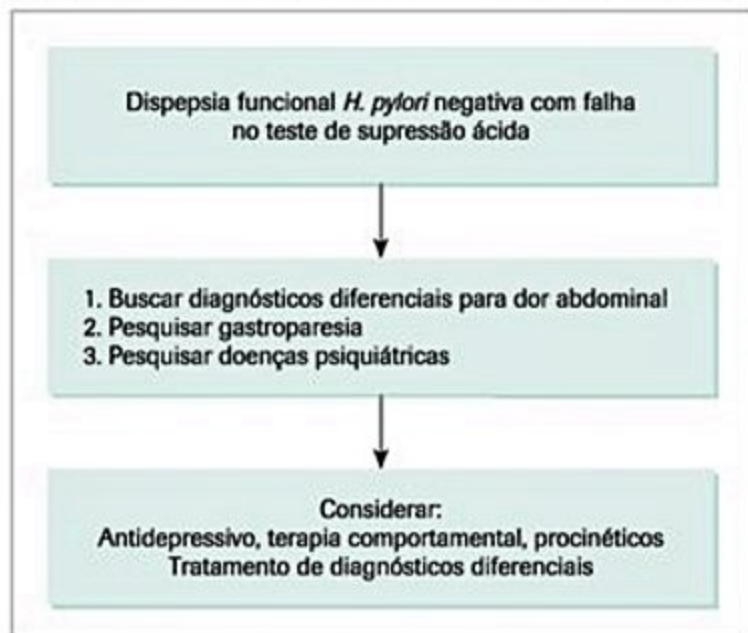 Dispepsia funcional H. pylori negativa com falha
no teste de supressão ácida
1. Buscar diagnósticos diferenciais para dor abdominal
2. Pesquisar gastroparesia
3. Pesquisar doenças psiquiátricas
Considerar:
Antidepressivo, terapia comportamental, procinéticos
Tratamento de diagnósticos diferenciais